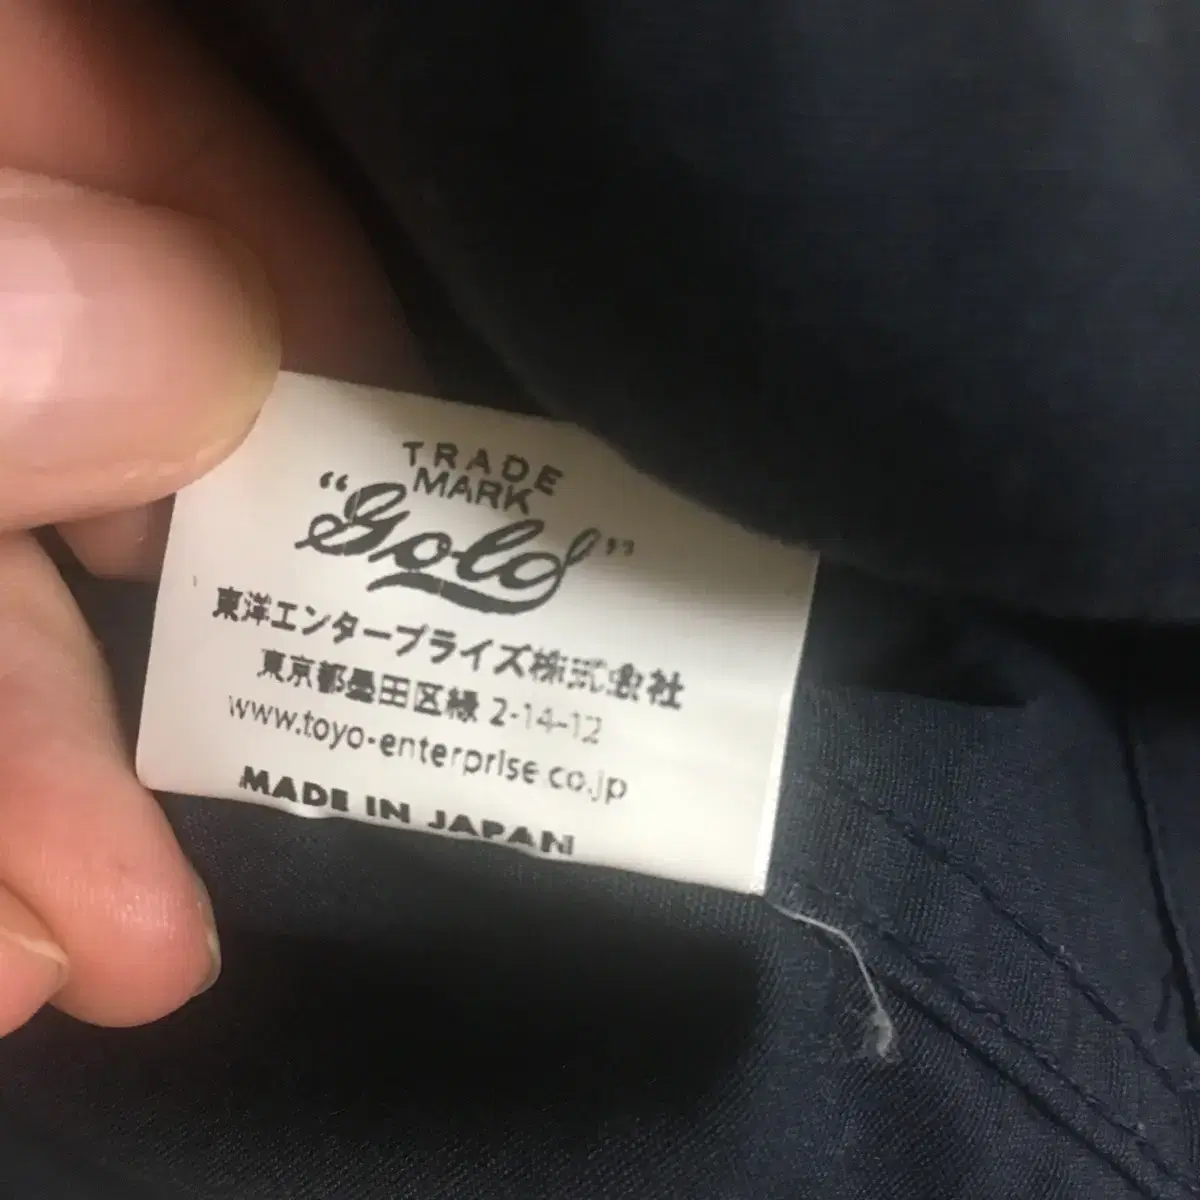 TRADE
MARK
“Gold”
東洋エンタープライズ株式会社
東京都墨田区緑 2-14-12
www.toyo-enterprise.co.jp
MADE IN JAPAN